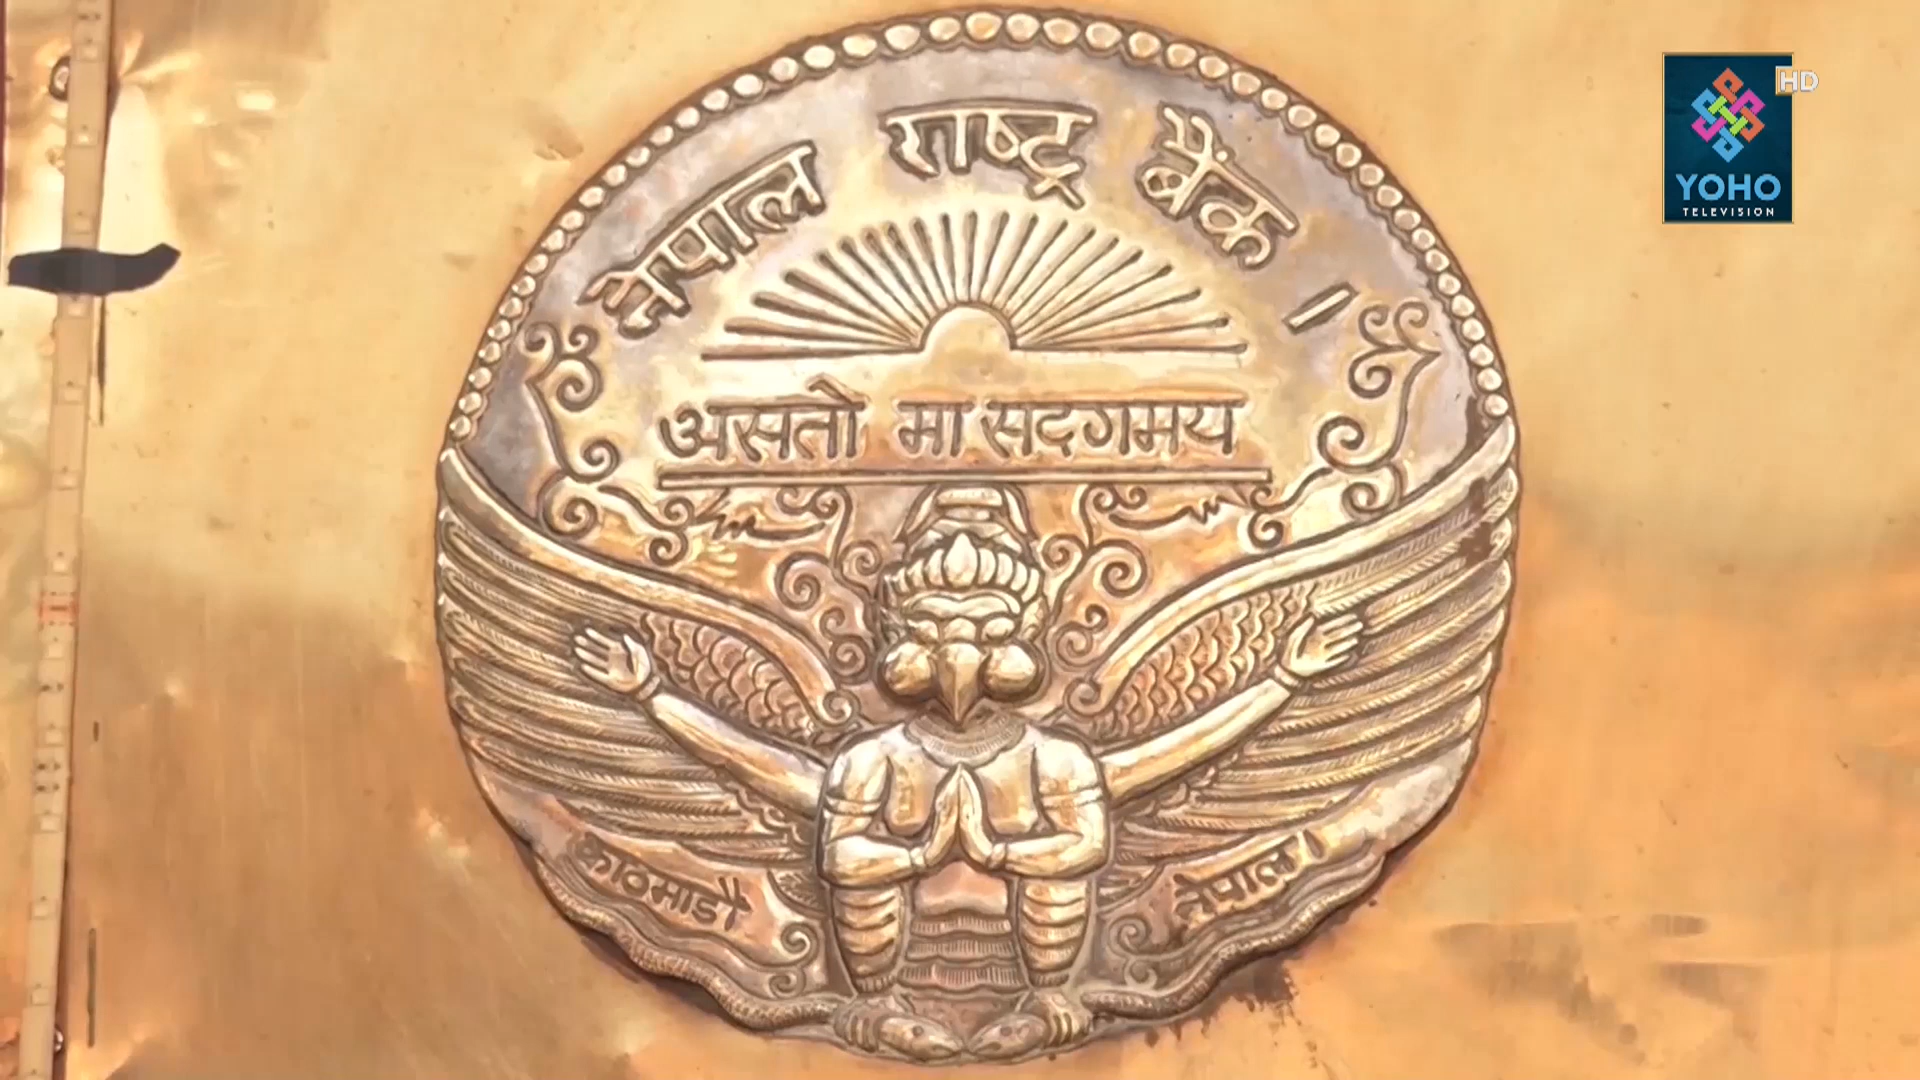 नेपाल राष्ट्र बैंक ।
असतो मा सदगमय
काठमाडौं
नेपाल ।
HD
YOHO
TELEVISION